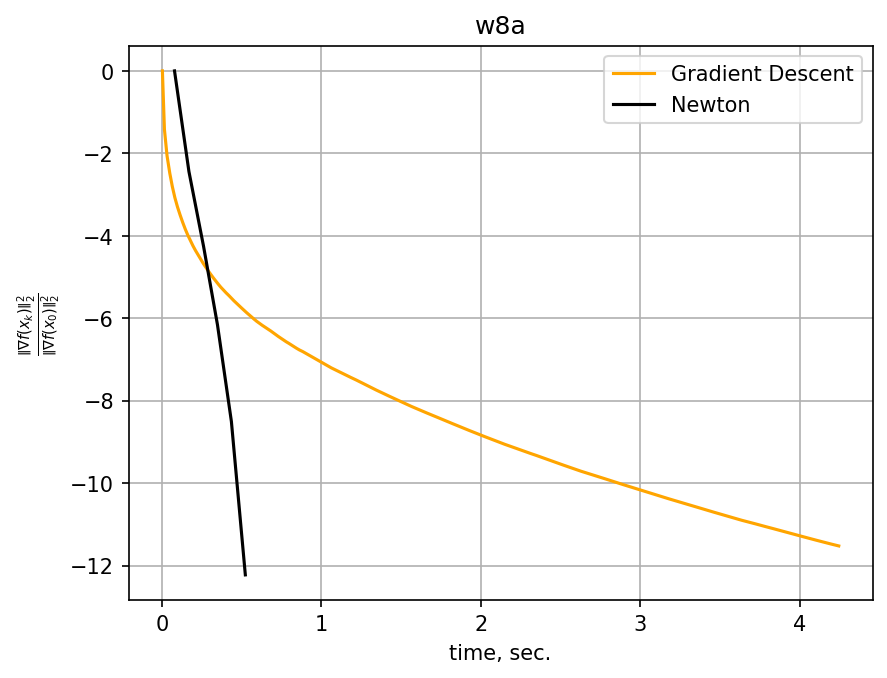 w8a
Gradient Descent
Newton
0
−2
−4
−6
−8
−10
−12
‖∇f(x_k)‖₂²
‖∇f(x₀)‖₂²
0 1 2 3 4
time, sec.